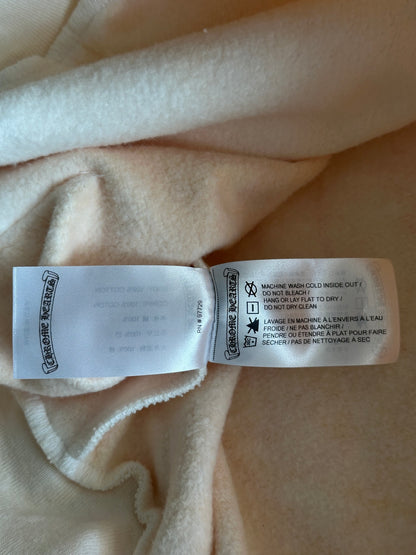 CHROME HEARTS
RN # 97729
CHROME HEARTS
MACHINE WASH COLD INSIDE OUT /
DO NOT BLEACH /
HANG OR LAY FLAT TO DRY /
DO NOT DRY CLEAN
LAVAGE EN MACHINE À L'ENVERS À L'EAU
FROIDE / NE PAS BLANCHIR /
PENDRE OU ÉTENDRE À PLAT POUR FAIRE
SÉCHER / PAS DE NETTOYAGE À SEC